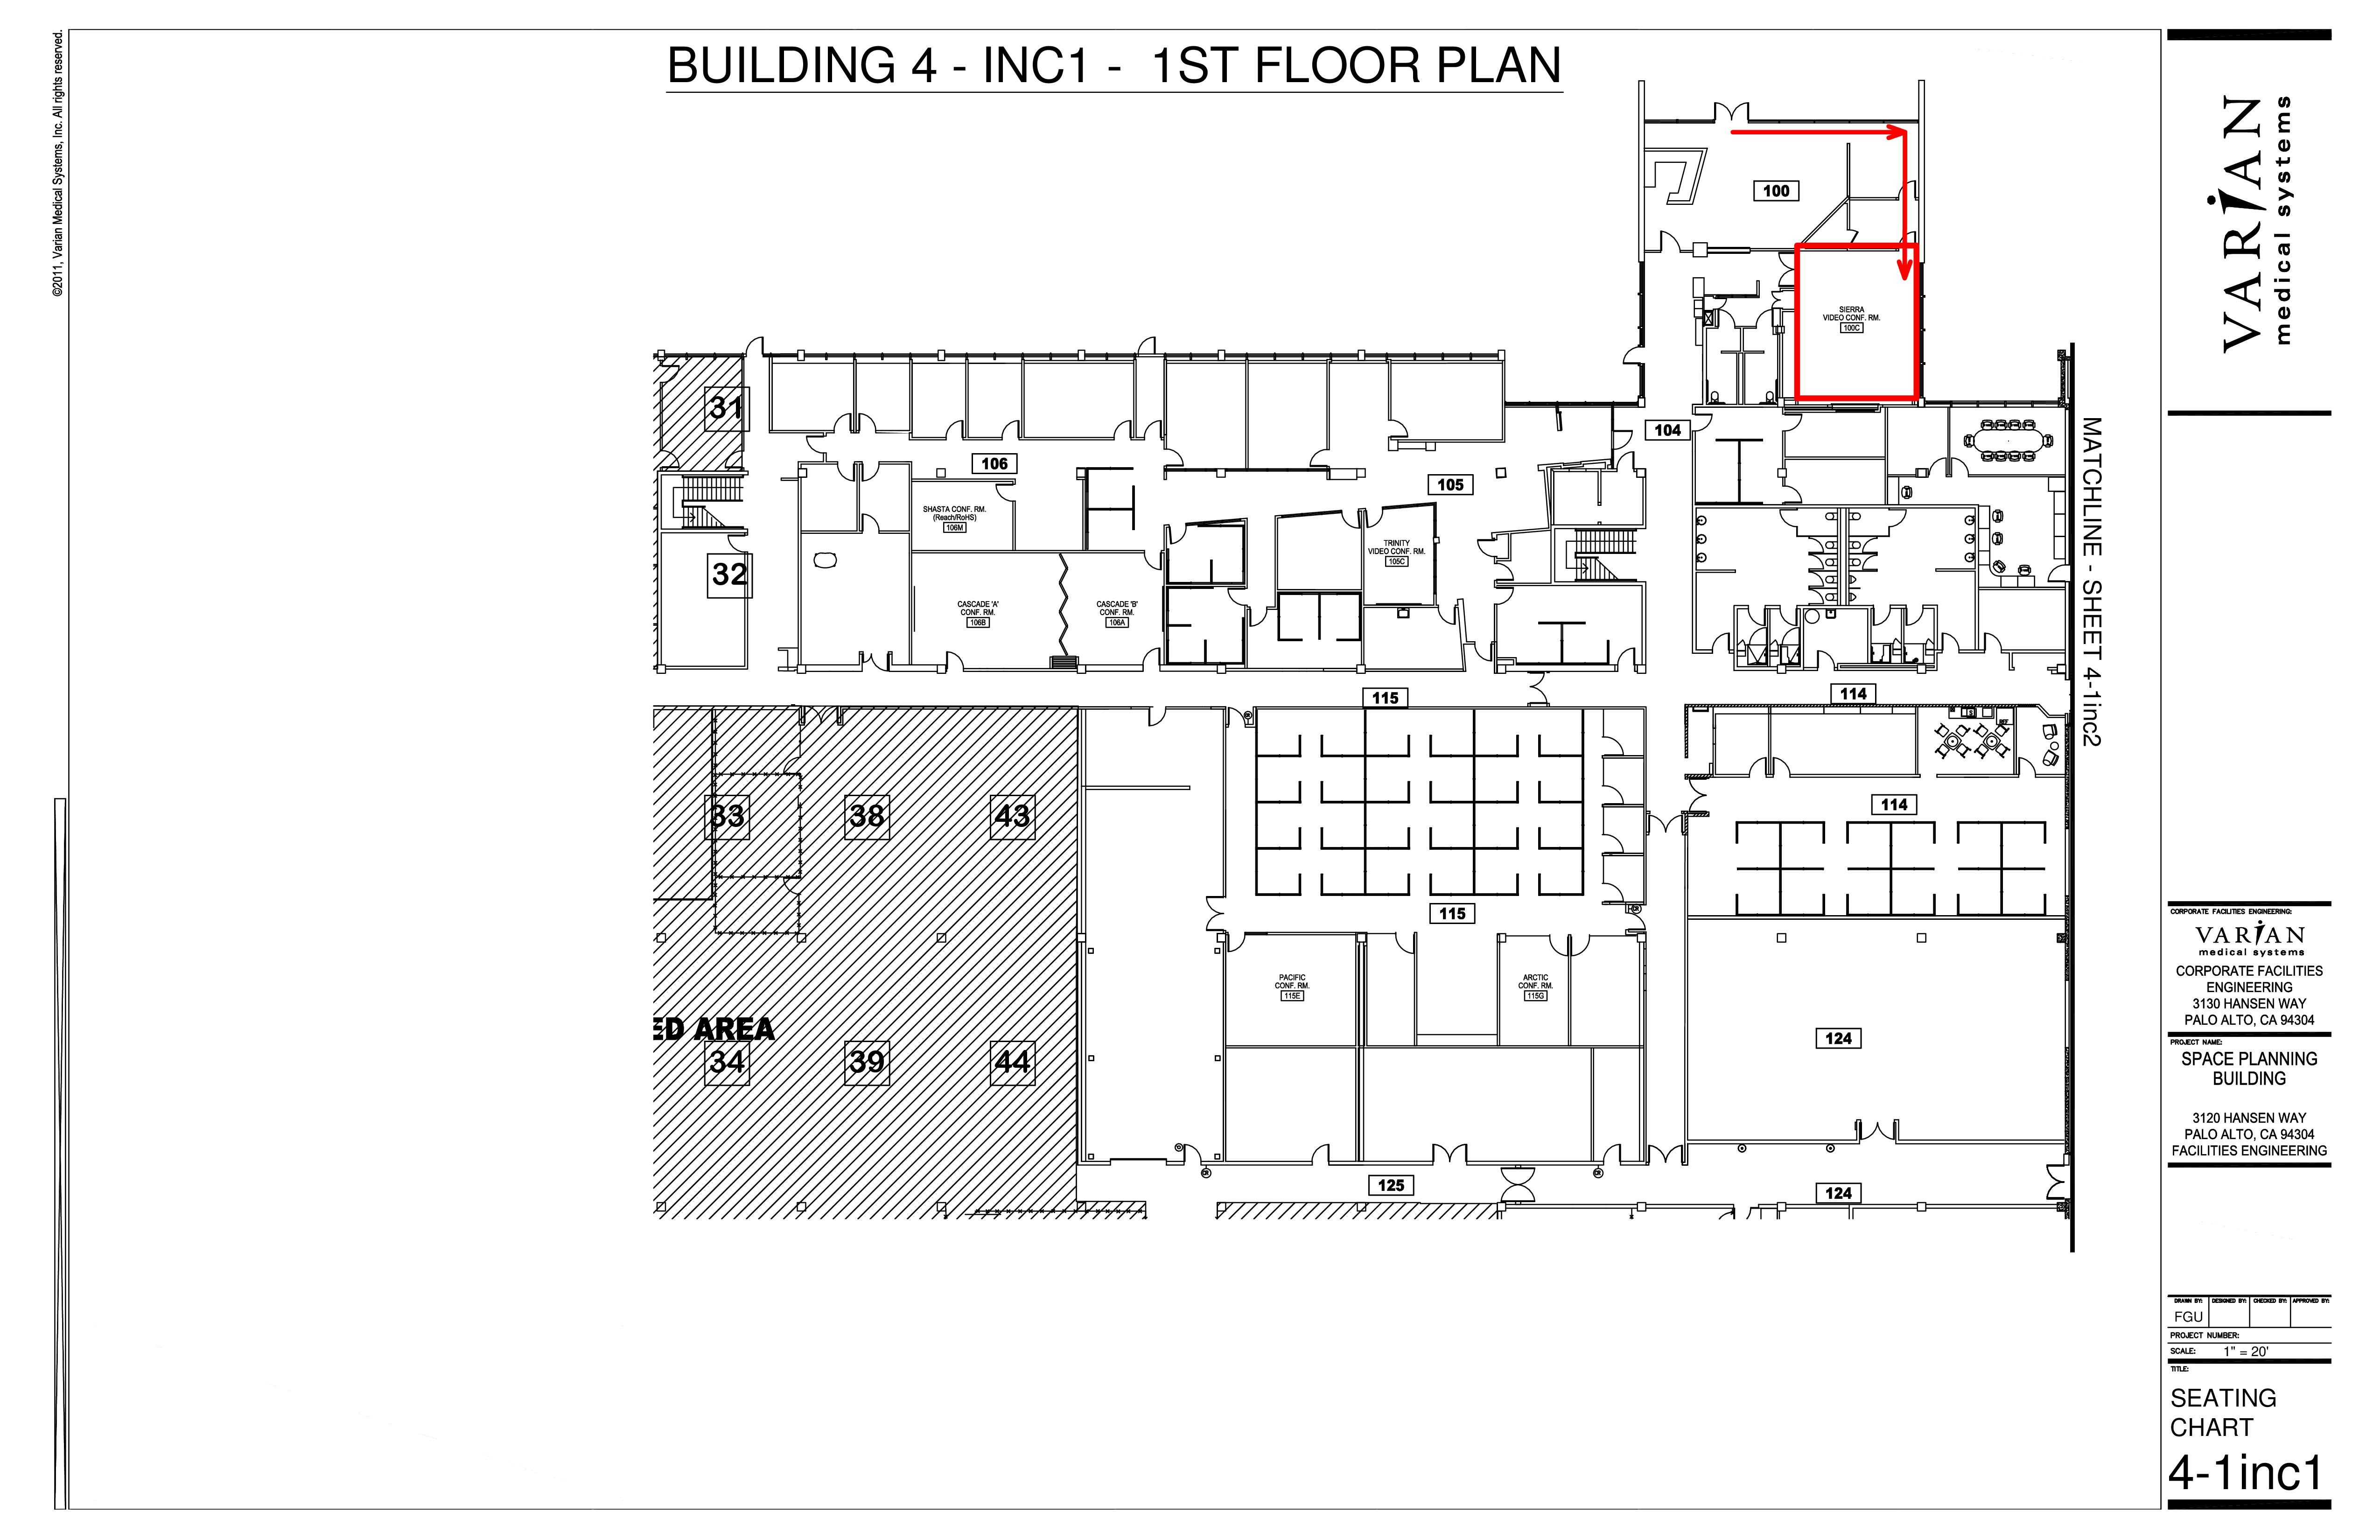 ©2011, Varian Medical Systems, Inc. All rights reserved.
BUILDING 4 - INC1 - 1ST FLOOR PLAN
100
SIERRA
VIDEO CONF. RM.
100C
31
104
106
105
SHASTA CONF. RM.
(Reach/RoHS)
106M
TRINITY
VIDEO CONF. RM.
105C
32
CASCADE 'A'
CONF. RM.
106B
CASCADE 'B'
CONF. RM.
106A
115
114
33
38
43
114
115
PACIFIC
CONF. RM.
115E
ARCTIC
CONF. RM.
115G
ED AREA
34
39
44
124
125
124
MATCHLINE - SHEET 4-1inc2
VARIAN
medical systems
CORPORATE FACILITIES ENGINEERING:
VARIAN
medical systems
CORPORATE FACILITIES
ENGINEERING
3130 HANSEN WAY
PALO ALTO, CA 94304
PROJECT NAME:
SPACE PLANNING
BUILDING
3120 HANSEN WAY
PALO ALTO, CA 94304
FACILITIES ENGINEERING
DRAWN BY: DESIGNED BY: CHECKED BY: APPROVED BY:
FGU
PROJECT NUMBER:
SCALE: 1" = 20'
TITLE:
SEATING
CHART
4-1inc1